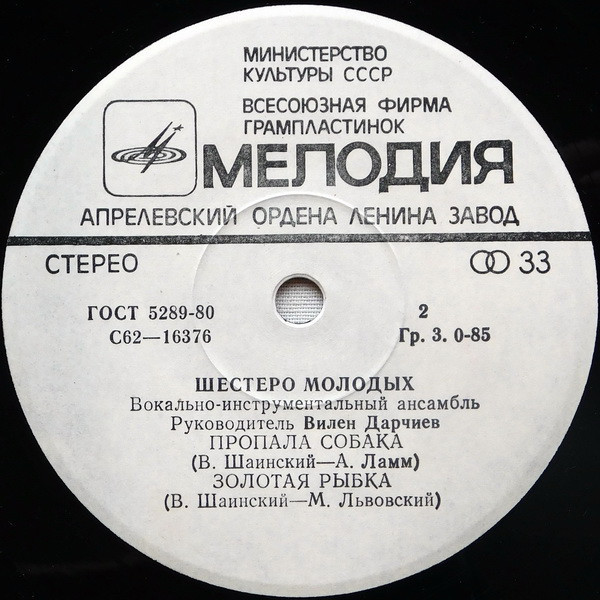 МИНИСТЕРСТВО
КУЛЬТУРЫ СССР
ВСЕСОЮЗНАЯ ФИРМА
ГРАМПЛАСТИНОК
МЕЛОДИЯ
АПРЕЛЕВСКИЙ ОРДЕНА ЛЕНИНА ЗАВОД
СТЕРЕО 33
ГОСТ 5289-80 2
С62—16376 Гр. 3. 0-85
ШЕСТЕРО МОЛОДЫХ
Вокально-инструментальный ансамбль
Руководитель Вилен Дарчиев
ПРОПАЛА СОБАКА
(В. Шаинский—А. Ламм)
ЗОЛОТАЯ РЫБКА
(В. Шаинский—М. Львовский)